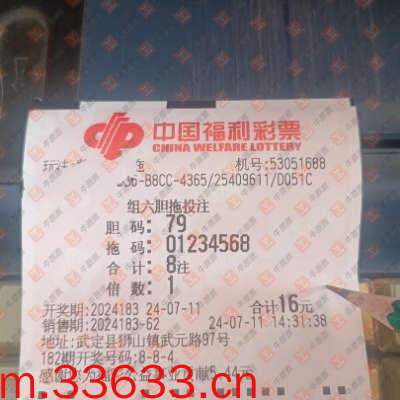 中国福利彩票
CHINA WELFARE LOTTERY
机号:53051688
B8CC-4365/25409611/D051C
组六胆拖投注
胆 码: 79
拖 码: 01234568
合 计: 8注
倍 数: 1
开奖期:2024183 24-07-11 合计16元
销售期:2024183-62 24-07-11 14:31:38
地址:武定县狮山镇武元路97号
182期开奖号码:8-8-4
m.33633.cn